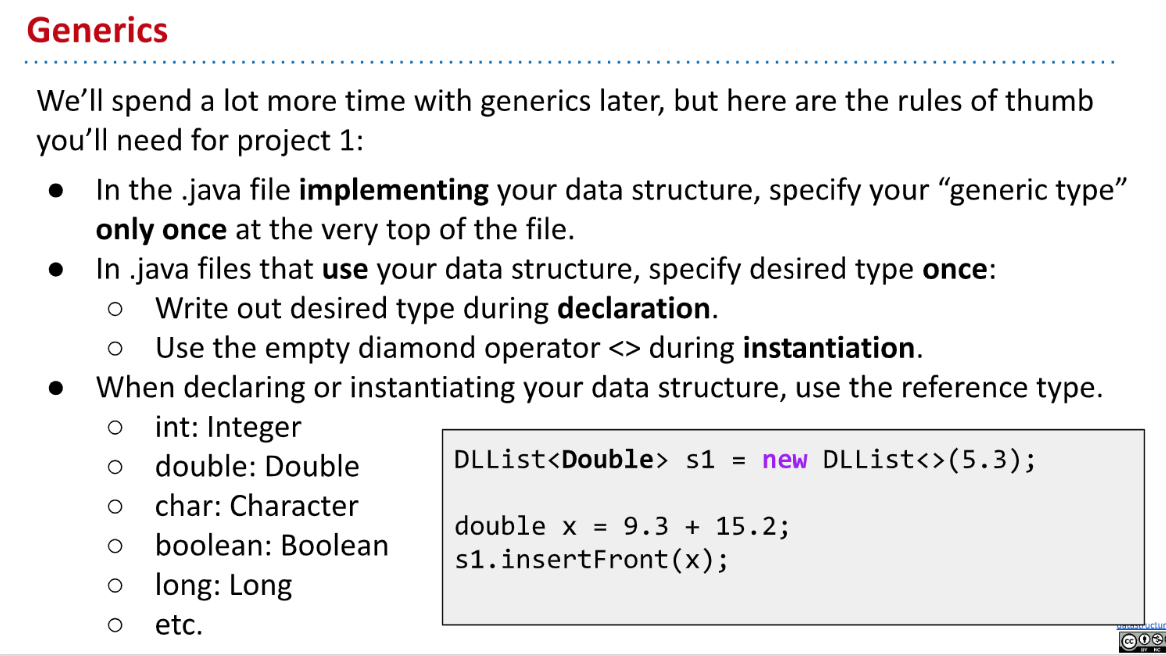 Generics
We’ll spend a lot more time with generics later, but here are the rules of thumb
you’ll need for project 1:
● In the .java file implementing your data structure, specify your “generic type”
only once at the very top of the file.
● In .java files that use your data structure, specify desired type once:
○ Write out desired type during declaration.
○ Use the empty diamond operator <> during instantiation.
● When declaring or instantiating your data structure, use the reference type.
○ int: Integer
○ double: Double
○ char: Character
○ boolean: Boolean
○ long: Long
○ etc.
DLList<Double> s1 = new DLList<>(5.3);
double x = 9.3 + 15.2;
s1.insertFront(x);
cc
BY NC